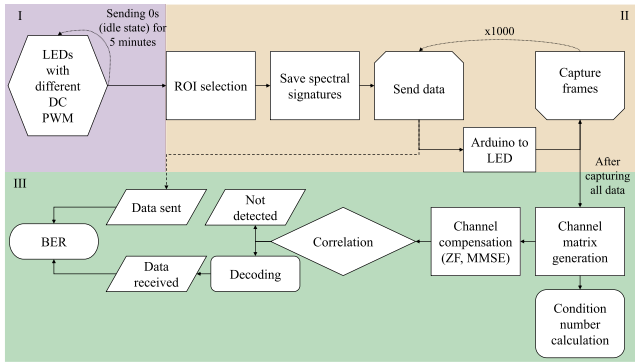 I
Sending 0s
(idle state) for
5 minutes
II
x1000
LEDs
with
different
DC
PWM
ROI selection
Save spectral
signatures
Send data
Capture
frames
Arduino to
LED
After
capturing
all data
III
Data sent
Not
detected
BER
Correlation
Channel
compensation
(ZF, MMSE)
Channel
matrix
generation
Data
received
Decoding
Condition
number
calculation